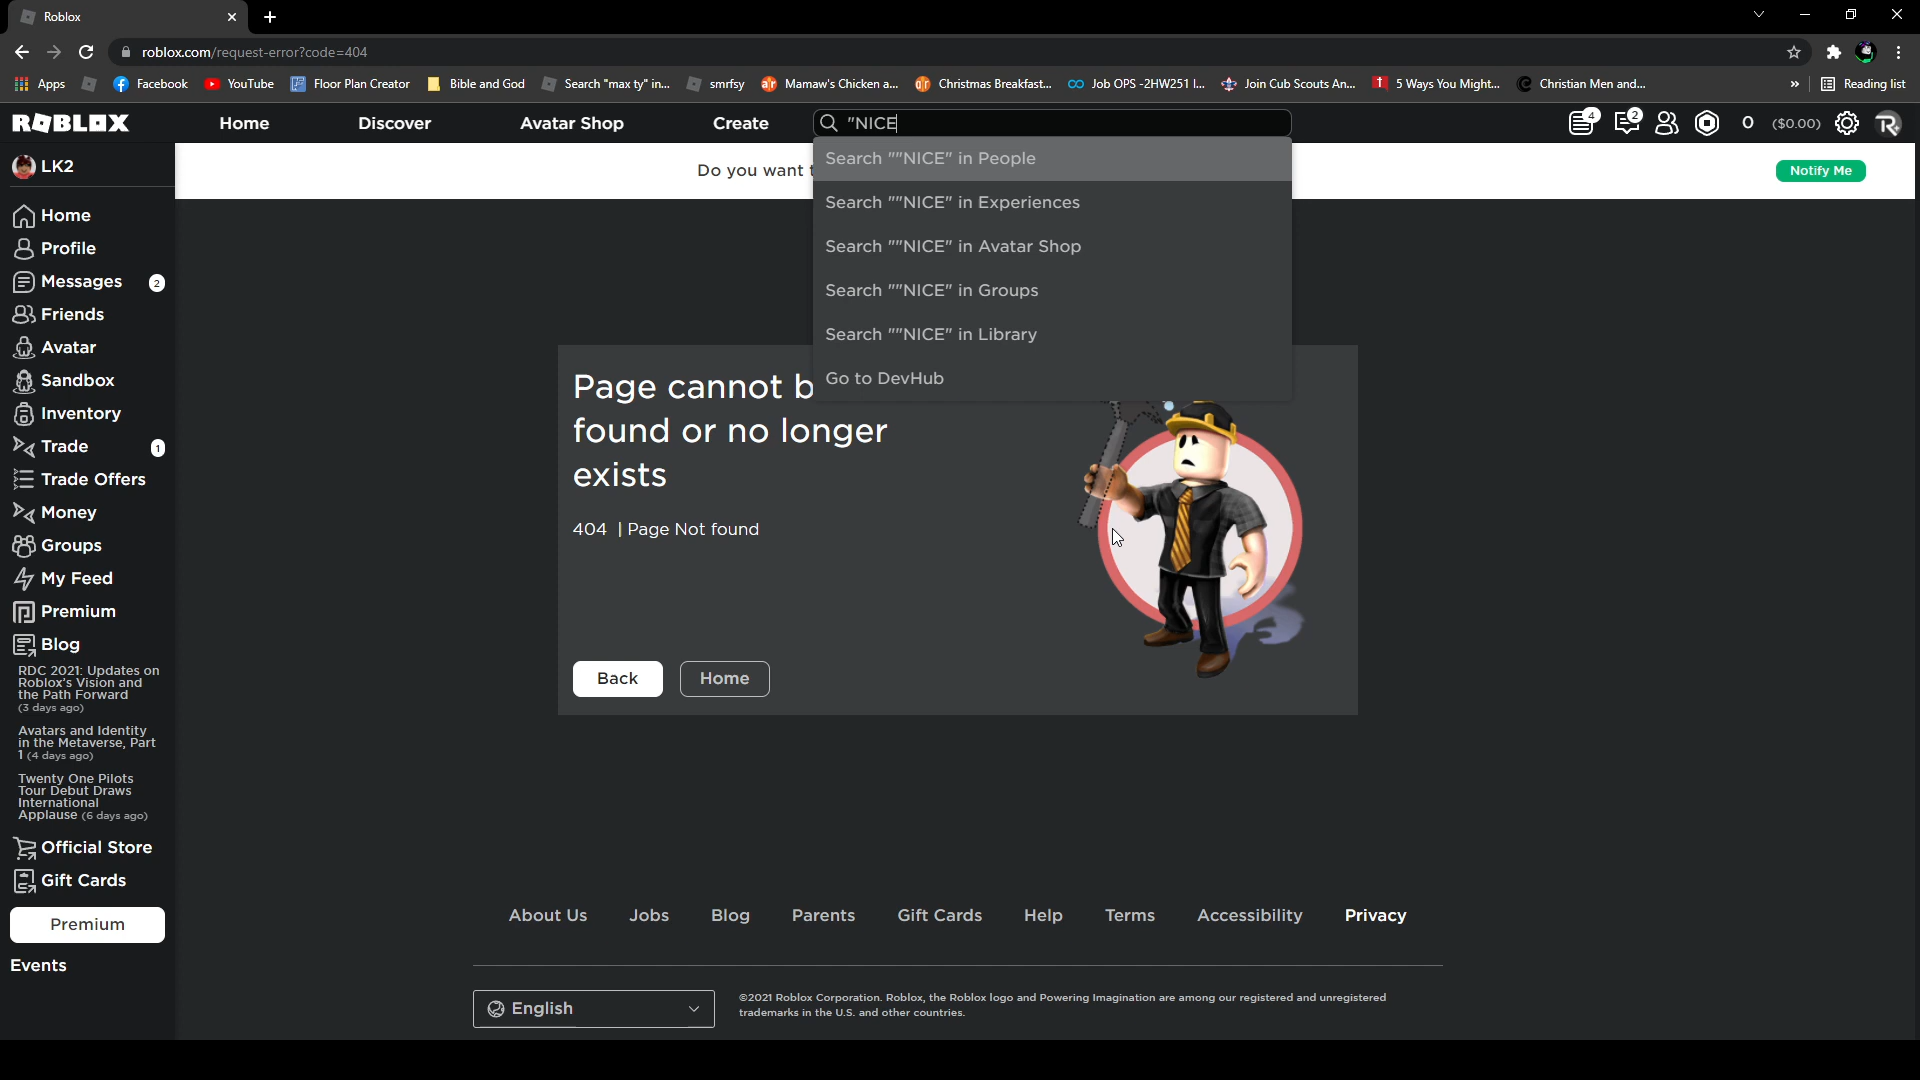 Roblox
roblox.com/request-error?code=404
Apps
Facebook
YouTube
Floor Plan Creator
Bible and God
Search "max ty" in...
smrfsy
Mamaw's Chicken a...
Christmas Breakfast...
Job OPS -2HW251 I...
Join Cub Scouts An...
5 Ways You Might...
Christian Men and...
»
Reading list
ROBLOX
Home
Discover
Avatar Shop
Create
"NICE
4
2
0
($0.00)
LK2
Do you want
Notify Me
Search ""NICE" in People
Search ""NICE" in Experiences
Search ""NICE" in Avatar Shop
Search ""NICE" in Groups
Search ""NICE" in Library
Go to DevHub
Home
Profile
Messages 2
Friends
Avatar
Sandbox
Inventory
Trade 1
Trade Offers
Money
Groups
My Feed
Premium
Blog
RDC 2021: Updates on
Roblox's Vision and
the Path Forward
(3 days ago)
Avatars and Identity
in the Metaverse, Part
1 (4 days ago)
Twenty One Pilots
Tour Debut Draws
International
Applause (6 days ago)
Official Store
Gift Cards
Premium
Events
Page cannot b
found or no longer
exists
404 | Page Not found
Back
Home
About Us
Jobs
Blog
Parents
Gift Cards
Help
Terms
Accessibility
Privacy
English
©2021 Roblox Corporation. Roblox, the Roblox logo and Powering Imagination are among our registered and unregistered
trademarks in the U.S. and other countries.